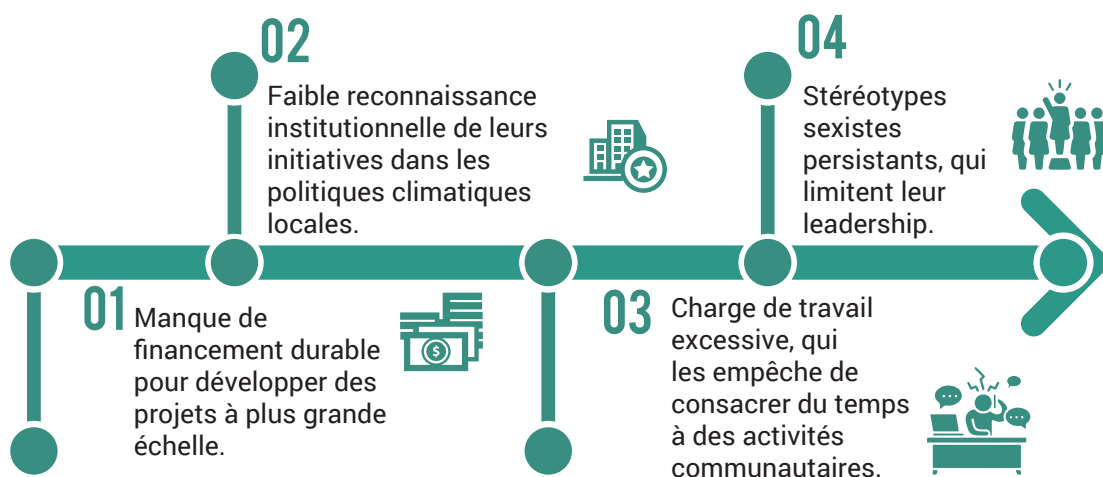 01
Manque de
financement durable
pour développer des
projets à plus grande
échelle.
02
Faible reconnaissance
institutionnelle de leurs
initiatives dans les
politiques climatiques
locales.
03
Charge de travail
excessive, qui
les empêche de
consacrer du temps
à des activités
communautaires.
04
Stéréotypes
sexistes
persistants, qui
limitent leur
leadership.
$